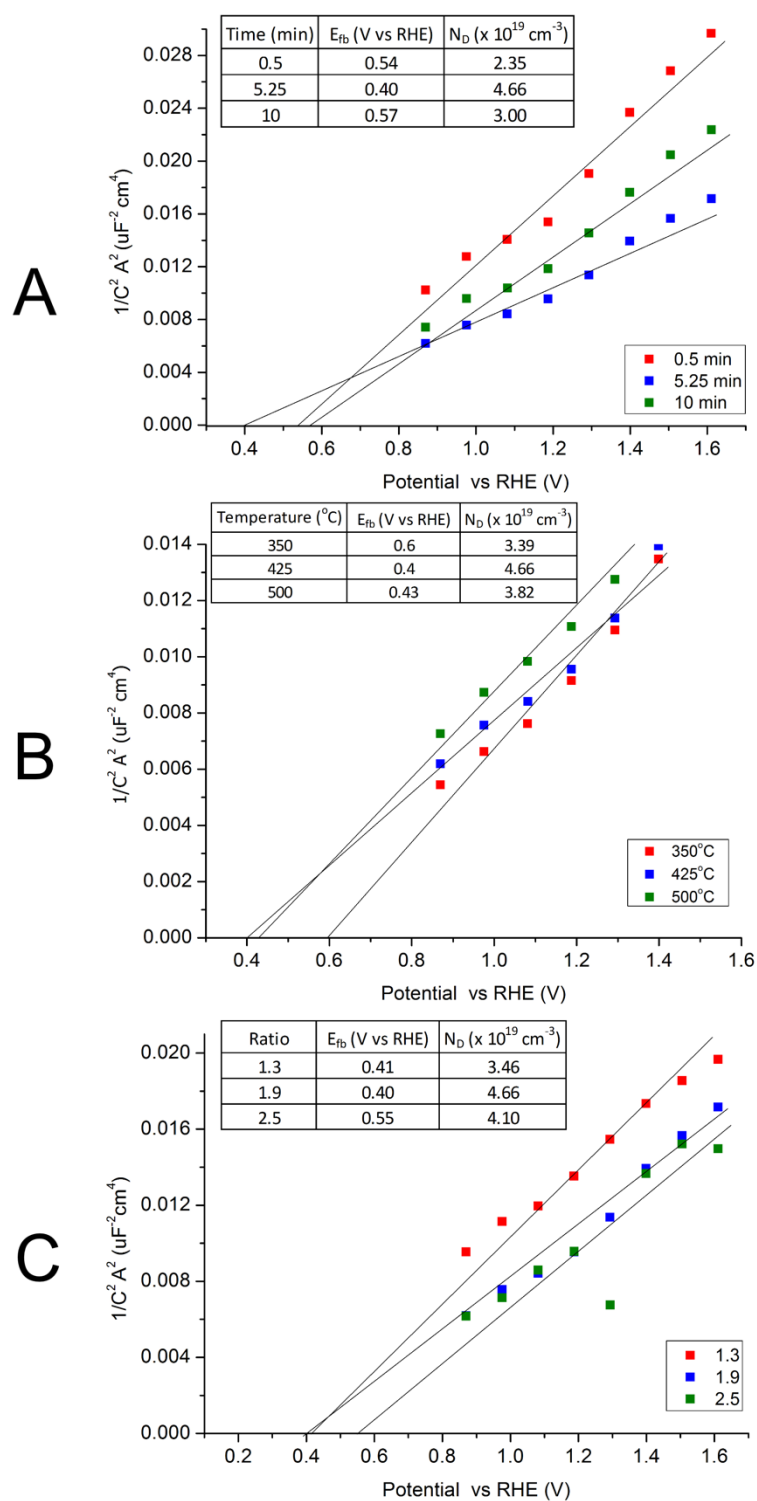 A
Time (min) E_fb (V vs RHE) N_D (x 10^19 cm^-3)
0.5 0.54 2.35
5.25 0.40 4.66
10 0.57 3.00
1/C^2 A^2 (uF^-2 cm^4)
0.028
0.024
0.020
0.016
0.012
0.008
0.004
0.000
0.5 min
5.25 min
10 min
0.4 0.6 0.8 1.0 1.2 1.4 1.6
Potential vs RHE (V)
B
Temperature (°C) E_fb (V vs RHE) N_D (x 10^19 cm^-3)
350 0.6 3.39
425 0.4 4.66
500 0.43 3.82
1/C^2 A^2 (uF^-2 cm^4)
0.014
0.012
0.010
0.008
0.006
0.004
0.002
0.000
350°C
425°C
500°C
0.4 0.6 0.8 1.0 1.2 1.4 1.6
Potential vs RHE (V)
C
Ratio E_fb (V vs RHE) N_D (x 10^19 cm^-3)
1.3 0.41 3.46
1.9 0.40 4.66
2.5 0.55 4.10
1/C^2 A^2 (uF^-2cm^4)
0.020
0.016
0.012
0.008
0.004
0.000
1.3
1.9
2.5
0.2 0.4 0.6 0.8 1.0 1.2 1.4 1.6
Potential vs RHE (V)